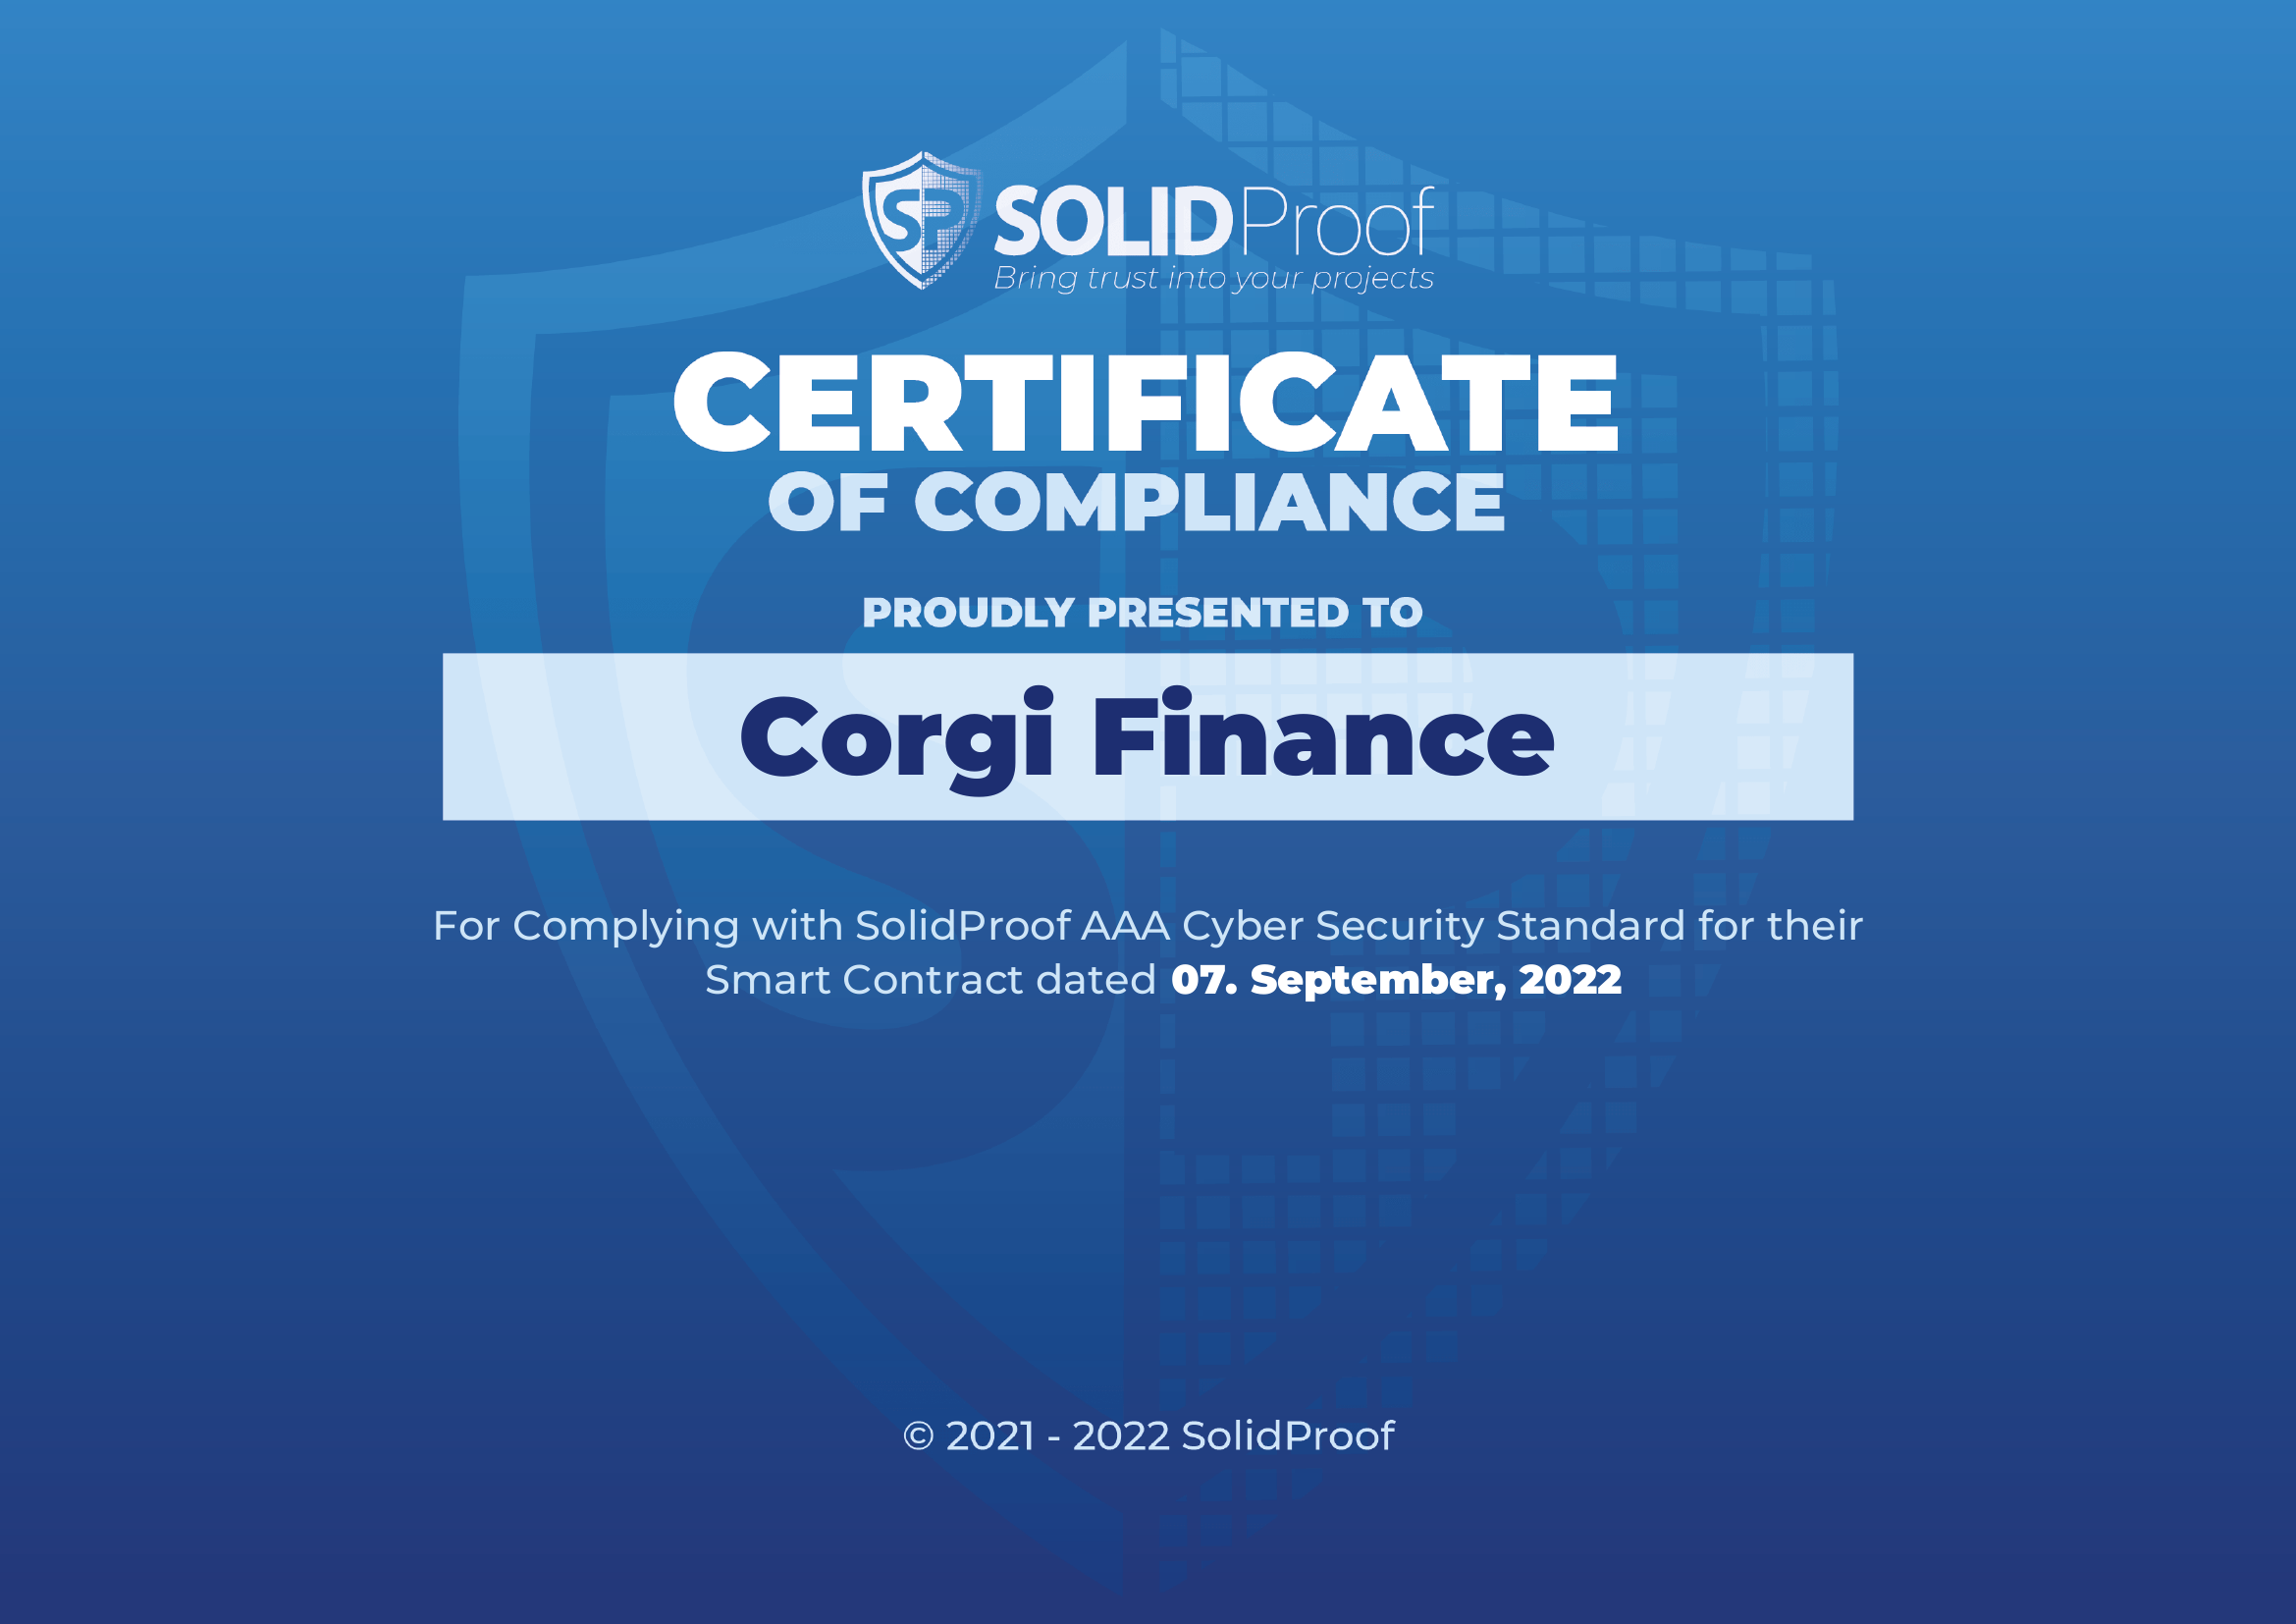 SP SOLIDProof
Bring trust into your projects
CERTIFICATE
OF COMPLIANCE
PROUDLY PRESENTED TO
Corgi Finance
For Complying with SolidProof AAA Cyber Security Standard for their
Smart Contract dated 07. September, 2022
© 2021 - 2022 SolidProof